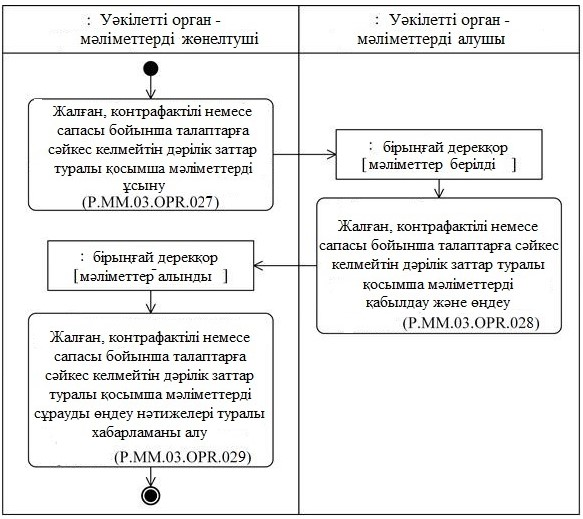 : Уәкілетті орган -
мәліметтерді жөнелтуші
: Уәкілетті орган -
мәліметтерді алушы
Жалған, контрафактілі немесе
сапасы бойынша талаптарға
сәйкес келмейтін дәрілік заттар
туралы қосымша мәліметтерді
ұсыну
(P.MM.03.OPR.027)
: бірыңғай дерекқор
[мәліметтер берілді ]
Жалған, контрафактілі немесе
сапасы бойынша талаптарға сәйкес
келмейтін дәрілік заттар туралы
қосымша мәліметтерді
қабылдау және өңдеу
(P.MM.03.OPR.028)
: бірыңғай дерекқор
[мәліметтер алынды ]
Жалған, контрафактілі немесе
сапасы бойынша талаптарға
сәйкес келмейтін дәрілік заттар
туралы қосымша мәліметтерді
сұрауды өңдеу нәтижелері туралы
хабарламаны алу
(P.MM.03.OPR.029)